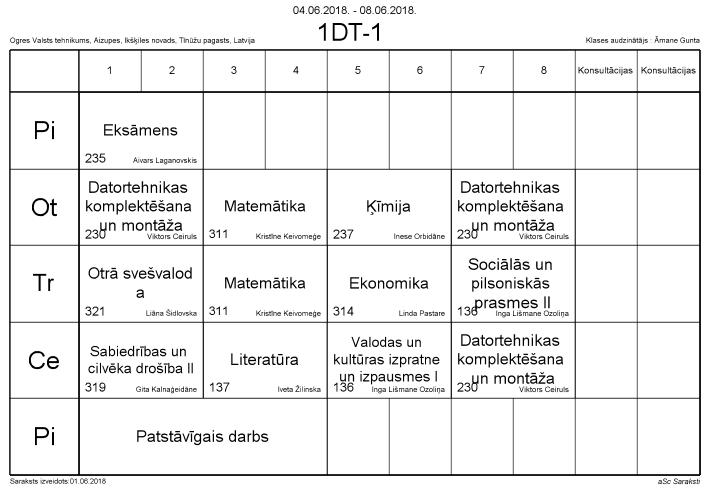 04.06.2018. - 08.06.2018.
1DT-1
Ogres Valsts tehnikums, Aizupes, Ikšķiles novads, Tīnūžu pagasts, Latvija
Klases audzinātājs : Āmane Gunta
1 2 3 4 5 6 7 8 Konsultācijas Konsultācijas
Pi
Eksāmens
235 Aivars Laganovskis
Ot
Datortehnikas
komplektēšana
un montāža
230 Viktors Ceiruls
Matemātika
311 Kristīne Keivomeģe
Ķīmija
237 Inese Orbidāne
Datortehnikas
komplektēšana
un montāža
230 Viktors Ceiruls
Tr
Otrā svešvalod
a
321 Liāna Šidlovska
Matemātika
311 Kristīne Keivomeģe
Ekonomika
314 Linda Pastare
Sociālās un
pilsoniskās
prasmes II
136 Inga Lišmane Ozoliņa
Ce
Sabiedrības un
cilvēka drošība II
319 Gita Kalnaģeidāne
Literatūra
137 Iveta Žilinska
Valodas un
kultūras izpratne
un izpausmes I
136 Inga Lišmane Ozoliņa
Datortehnikas
komplektēšana
un montāža
230 Viktors Ceiruls
Pi
Patstāvīgais darbs
Saraksts izveidots:01.06.2018
aSc Saraksti